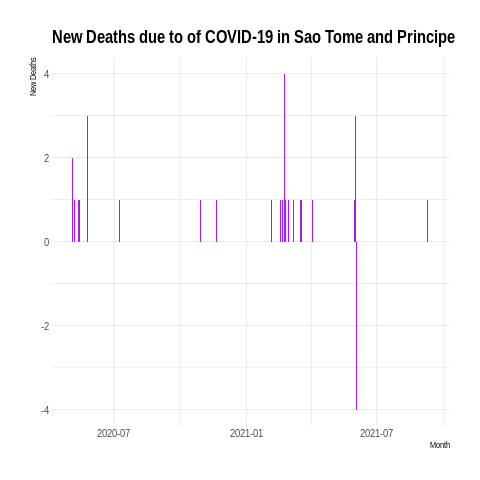 New Deaths due to of COVID-19 in Sao Tome and Principe
New Deaths
4
2
0
-2
-4
2020-07
2021-01
2021-07
Month